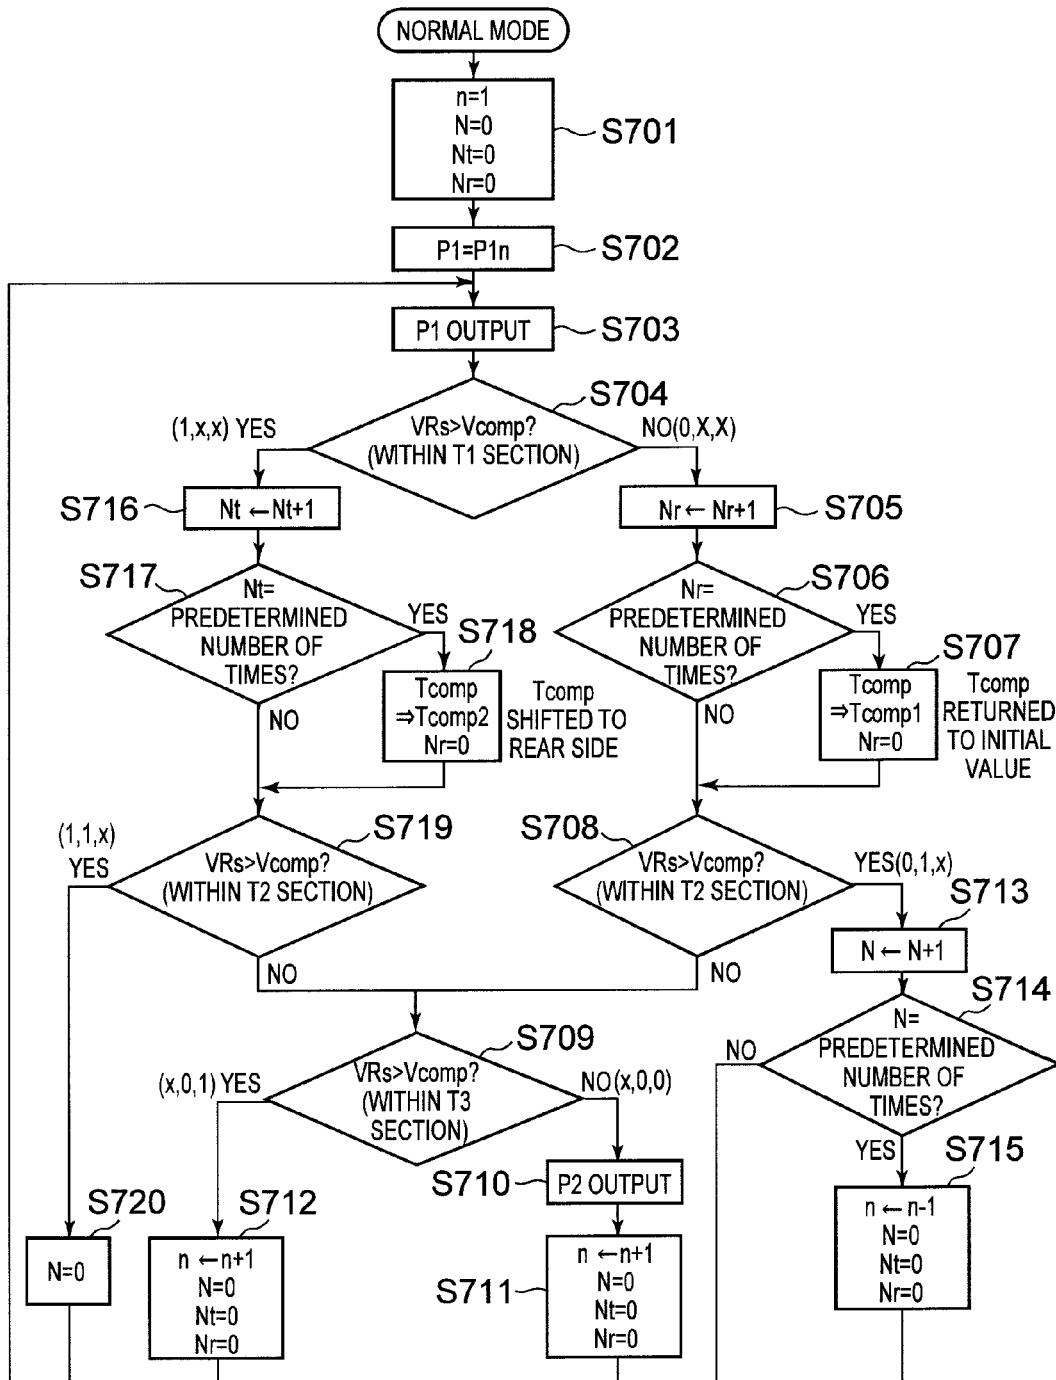 NORMAL MODE
n=1
N=0
Nt=0
Nr=0
S701
P1=P1n
S702
P1 OUTPUT
S703
S704
(1,x,x) YES
VRs>Vcomp?
(WITHIN T1 SECTION)
NO(0,X,X)
S716
Nt ←Nt+1
Nr ← Nr+1
S705
S717
Nt=
PREDETERMINED
NUMBER OF
TIMES?
YES
NO
S718
Tcomp
⇒Tcomp2
Nr=0
Tcomp
SHIFTED TO
REAR SIDE
S706
Nr=
PREDETERMINED
NUMBER OF
TIMES?
YES
NO
S707
Tcomp
⇒Tcomp1
Nr=0
Tcomp
RETURNED
TO INITIAL
VALUE
(1,1,x)
YES
S719
VRs>Vcomp?
(WITHIN T2 SECTION)
NO
S708
VRs>Vcomp?
(WITHIN T2 SECTION)
NO
YES(0,1,x)
S713
N ← N+1
S714
N=
PREDETERMINED
NUMBER OF
TIMES?
NO
YES
S709
(x,0,1) YES
VRs>Vcomp?
(WITHIN T3
SECTION)
NO(x,0,0)
S710
P2 OUTPUT
S715
n ← n-1
N=0
Nt=0
Nr=0
S720
N=0
S712
n ←n+1
N=0
Nt=0
Nr=0
S711
n ←n+1
N=0
Nt=0
Nr=0